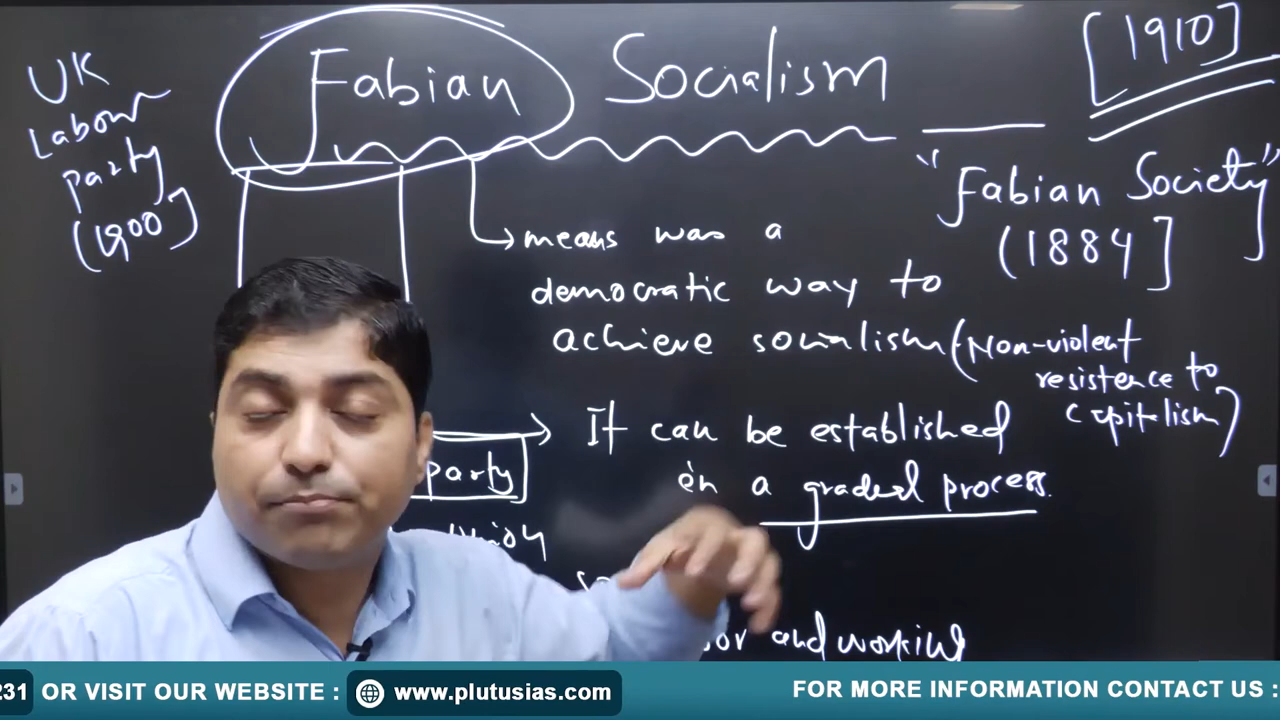 UK
Labour
party
(1900]
Fabian Socialism
[1910]
"Fabian Society"
(1884]
means was a
democratic way to
achieve socialism (Non-violent
resistence to
capitelism)
It can be established
in a gradual process.
party
and working
231 OR VISIT OUR WEBSITE : www.plutusias.com
FOR MORE INFORMATION CONTACT US :